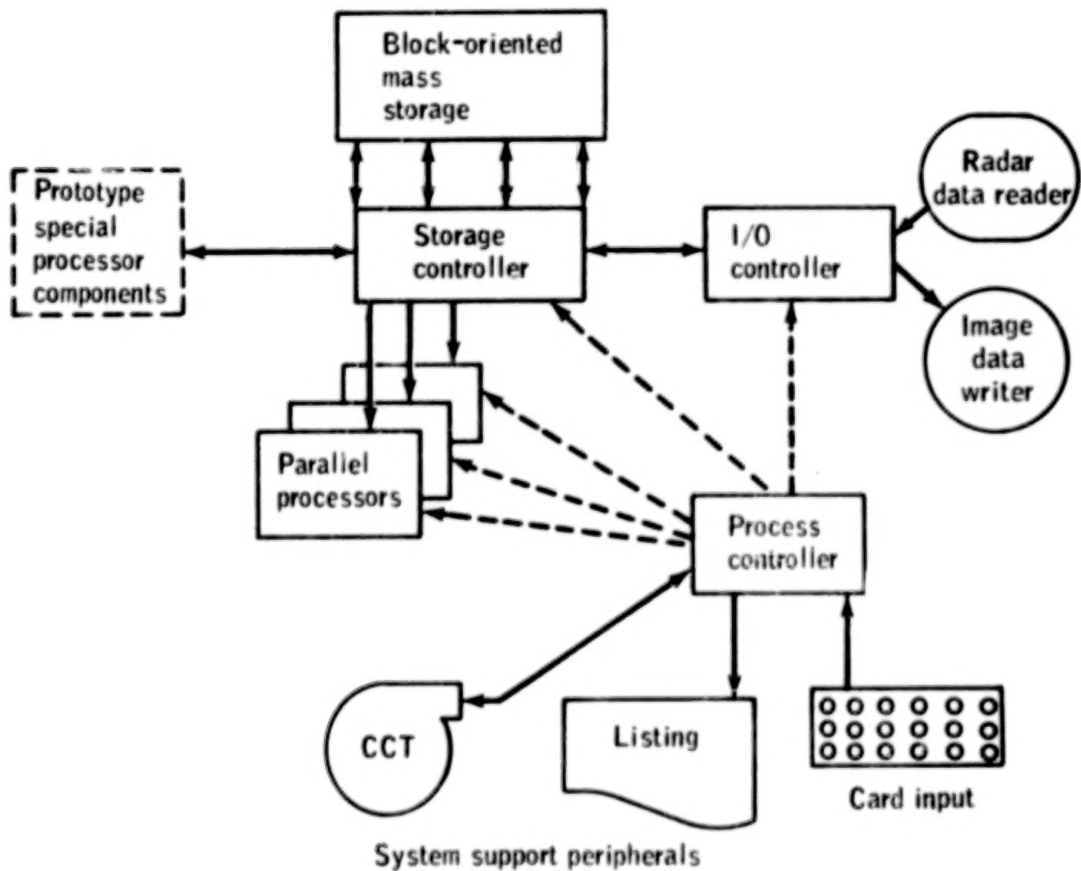 Block-oriented
mass
storage
Prototype
special
processor
components
Storage
controller
I/O
controller
Radar
data reader
Image
data
writer
Parallel
processors
Process
controller
CCT
Listing
Card input
System support peripherals